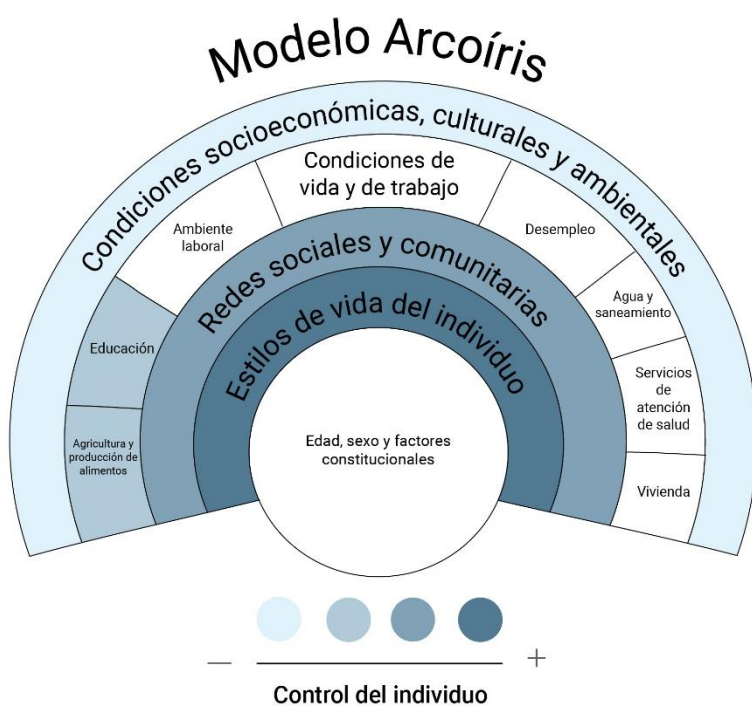 Modelo Arcoíris
Condiciones socioeconómicas, culturales y ambientales
Condiciones de
vida y de trabajo
Ambiente
laboral
Desempleo
Redes sociales y comunitarias
Agua y
saneamiento
Estilos de vida del individuo
Educación
Servicios
de
atención
de salud
Edad, sexo y factores
constitucionales
Agricultura y
producción de
alimentos
Vivienda
— +
Control del individuo